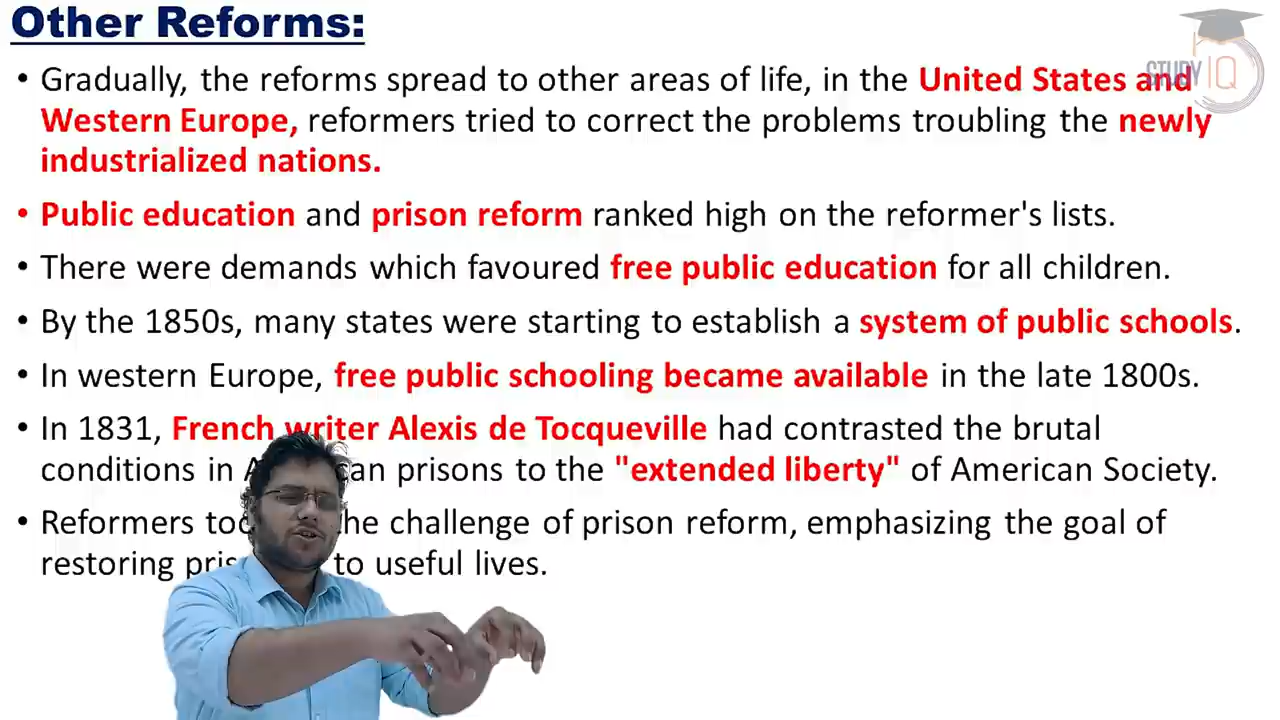 Other Reforms:
• Gradually, the reforms spread to other areas of life, in the United States and
Western Europe, reformers tried to correct the problems troubling the newly
industrialized nations.
• Public education and prison reform ranked high on the reformer's lists.
• There were demands which favoured free public education for all children.
• By the 1850s, many states were starting to establish a system of public schools.
• In western Europe, free public schooling became available in the late 1800s.
• In 1831, French writer Alexis de Tocqueville had contrasted the brutal
conditions in prisons to the "extended liberty" of American Society.
• Reformers the challenge of prison reform, emphasizing the goal of
restoring to useful lives.
STUDY IQ